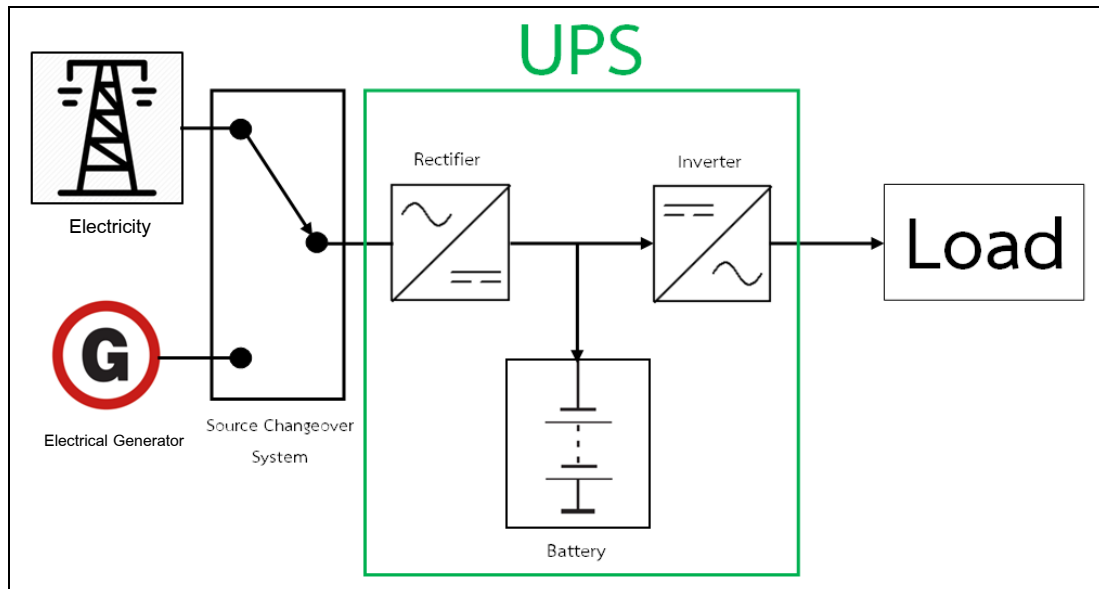 UPS
Rectifier
Inverter
Electricity
Load
G
Electrical Generator
Source Changeover
System
Battery